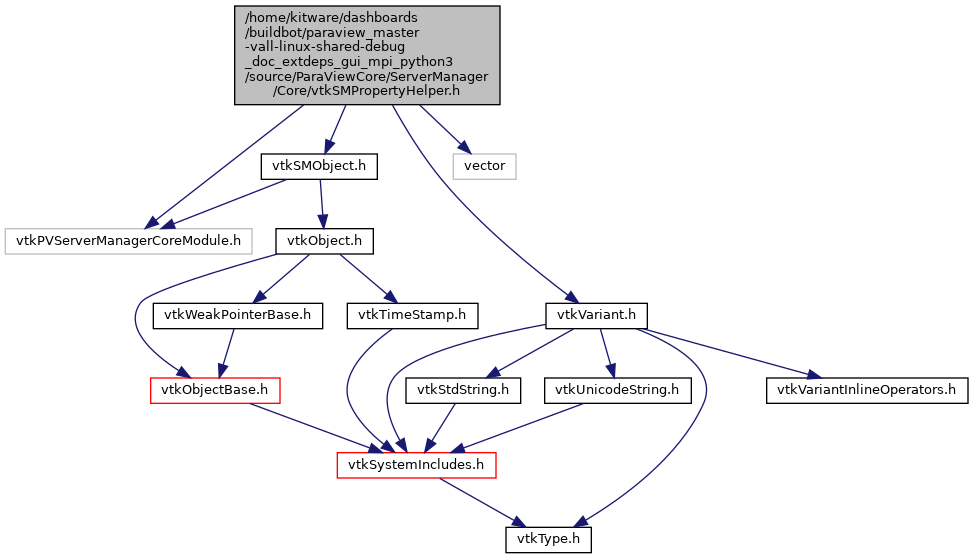 /home/kitware/dashboards
/buildbot/paraview_master
-vall-linux-shared-debug
_doc_extdeps_gui_mpi_python3
/source/ParaViewCore/ServerManager
/Core/vtkSMPropertyHelper.h
vtkSMObject.h
vector
vtkPVServerManagerCoreModule.h
vtkObject.h
vtkWeakPointerBase.h
vtkTimeStamp.h
vtkVariant.h
vtkObjectBase.h
vtkStdString.h
vtkUnicodeString.h
vtkVariantInlineOperators.h
vtkSystemIncludes.h
vtkType.h